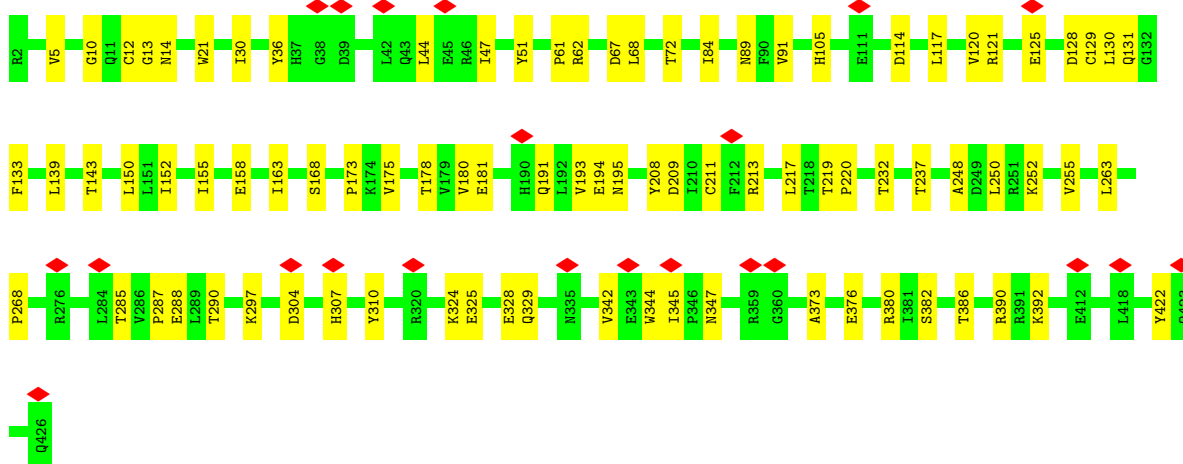 R2 V5 G10 Q11 C12 G13 N14 W21 I30 Y36 H37 G38 D39 L42 Q43 L44 E45 R46 I47 Y51 P61 R62 D67 L68 T72 I84 N89 F90 V91 H105 E111 D114 L117 V120 R121 E125 D128 C129 L130 Q131 G132
F133 L139 T143 L150 L151 I152 I155 E158 I163 S168 P173 K174 V175 T178 V179 V180 E181 H190 Q191 L192 V193 E194 N195 Y208 D209 I210 C211 F212 R213 L217 T218 T219 P220 T232 T237 A248 D249 L250 R251 K252 V255 L263
P268 R276 L284 T285 V286 P287 E288 L289 T290 K297 D304 H307 Y310 R320 K324 E325 E328 Q329 N335 V342 E343 W344 I345 P346 N347 R359 G360 A373 E376 R380 I381 S382 T386 R390 R391 K392 E412 L418 Y422
Q426